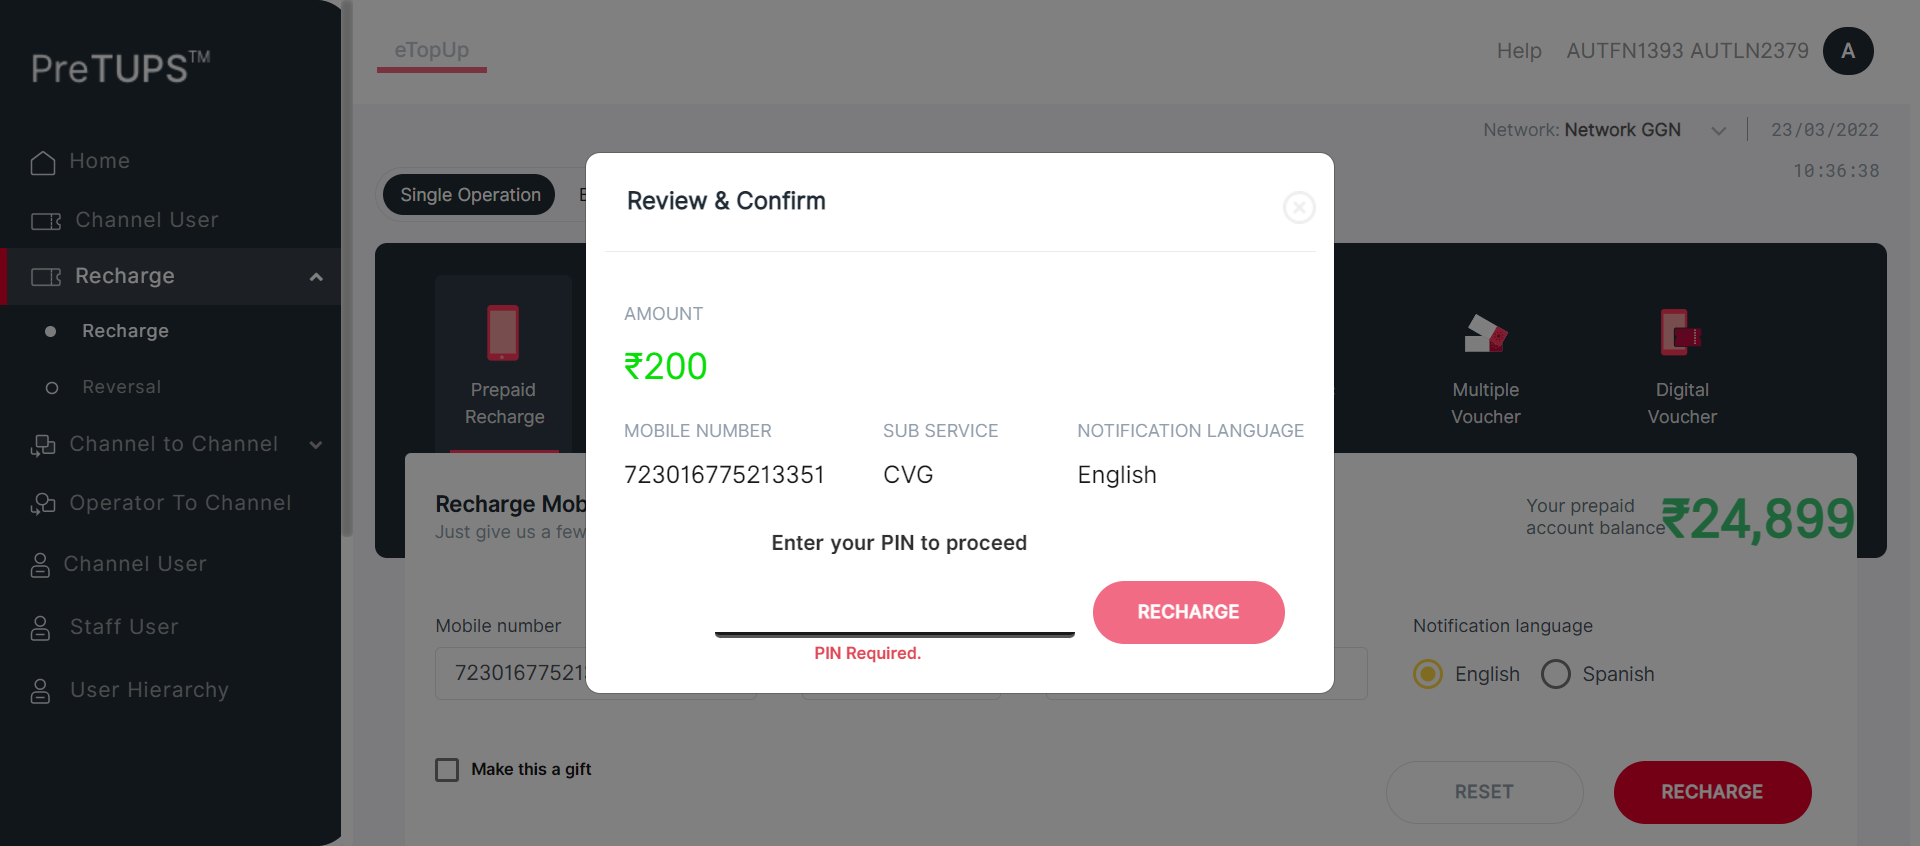 PreTUPS™
eTopUp
Help AUTFN1393 AUTLN2379 A
Network: Network GGN 23/03/2022
10:36:38
Home
Channel User
Recharge
Recharge
Reversal
Channel to Channel
Operator To Channel
Channel User
Staff User
User Hierarchy
Single Operation
Prepaid
Recharge
Multiple
Voucher
Digital
Voucher
Review & Confirm
AMOUNT
₹200
MOBILE NUMBER SUB SERVICE NOTIFICATION LANGUAGE
723016775213351 CVG English
Enter your PIN to proceed
RECHARGE
PIN Required.
Recharge Mob
Just give us a few
Your prepaid
account balance ₹24,899
Mobile number
72301677521
Notification language
English Spanish
Make this a gift
RESET RECHARGE